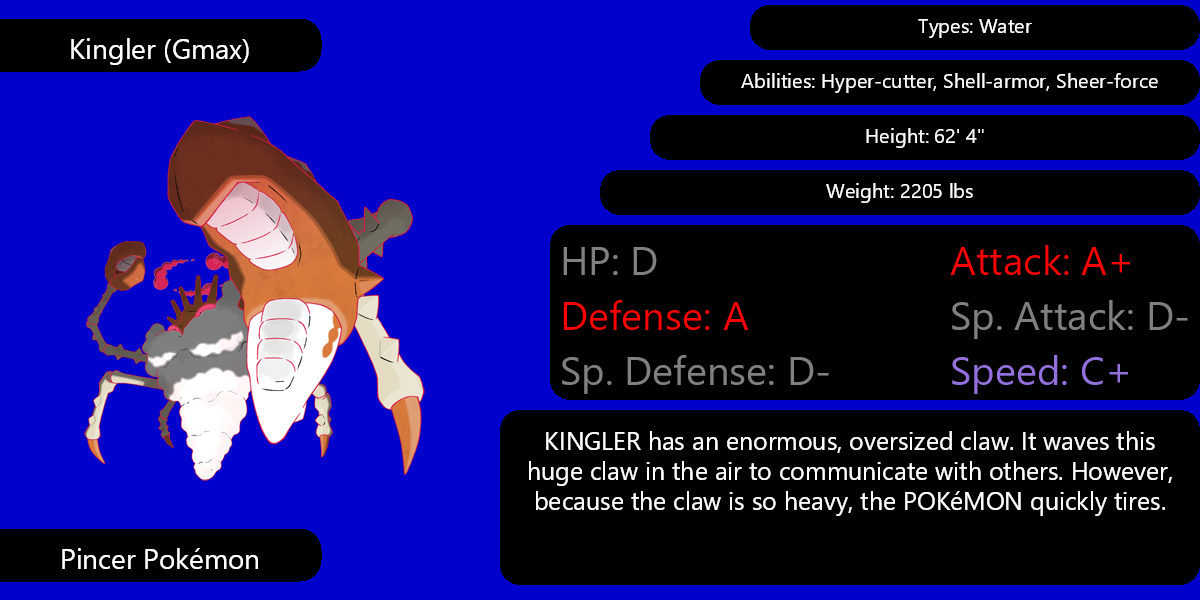 Kingler (Gmax)
Types: Water
Abilities: Hyper-cutter, Shell-armor, Sheer-force
Height: 62' 4"
Weight: 2205 lbs
HP: D
Attack: A+
Defense: A
Sp. Attack: D-
Sp. Defense: D-
Speed: C+
KINGLER has an enormous, oversized claw. It waves this
huge claw in the air to communicate with others. However,
because the claw is so heavy, the POKéMON quickly tires.
Pincer Pokémon